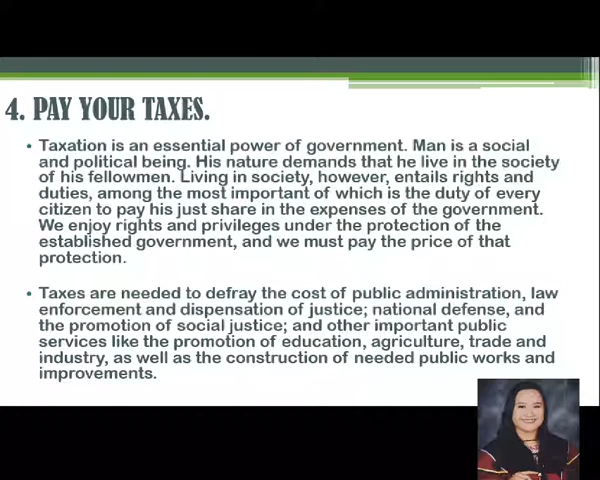 4. PAY YOUR TAXES.
• Taxation is an essential power of government. Man is a social
and political being. His nature demands that he live in the society
of his fellowmen. Living in society, however, entails rights and
duties, among the most important of which is the duty of every
citizen to pay his just share in the expenses of the government.
We enjoy rights and privileges under the protection of the
established government, and we must pay the price of that
protection.
• Taxes are needed to defray the cost of public administration, law
enforcement and dispensation of justice; national defense, and
the promotion of social justice; and other important public
services like the promotion of education, agriculture, trade and
industry, as well as the construction of needed public works and
improvements.